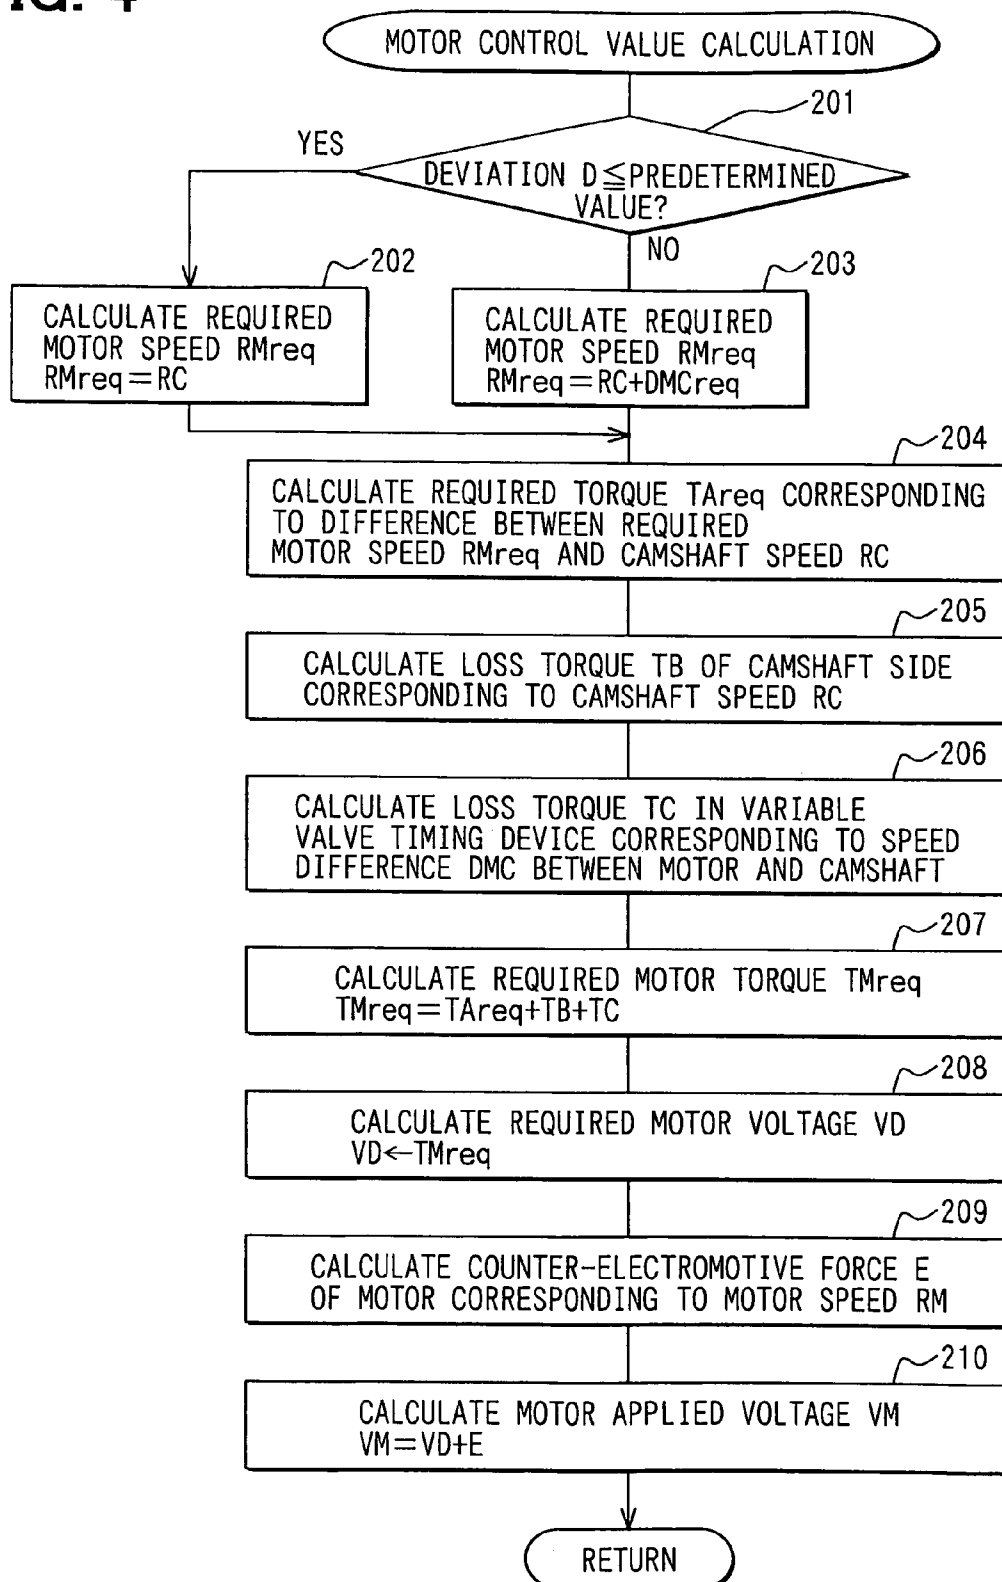 FIG. 4
MOTOR CONTROL VALUE CALCULATION
201
YES
DEVIATION D≦PREDETERMINED
VALUE?
NO
202
CALCULATE REQUIRED
MOTOR SPEED RMreq
RMreq=RC
203
CALCULATE REQUIRED
MOTOR SPEED RMreq
RMreq=RC+DMCreq
204
CALCULATE REQUIRED TORQUE TAreq CORRESPONDING
TO DIFFERENCE BETWEEN REQUIRED
MOTOR SPEED RMreq AND CAMSHAFT SPEED RC
205
CALCULATE LOSS TORQUE TB OF CAMSHAFT SIDE
CORRESPONDING TO CAMSHAFT SPEED RC
206
CALCULATE LOSS TORQUE TC IN VARIABLE
VALVE TIMING DEVICE CORRESPONDING TO SPEED
DIFFERENCE DMC BETWEEN MOTOR AND CAMSHAFT
207
CALCULATE REQUIRED MOTOR TORQUE TMreq
TMreq=TAreq+TB+TC
208
CALCULATE REQUIRED MOTOR VOLTAGE VD
VD←TMreq
209
CALCULATE COUNTER-ELECTROMOTIVE FORCE E
OF MOTOR CORRESPONDING TO MOTOR SPEED RM
210
CALCULATE MOTOR APPLIED VOLTAGE VM
VM=VD+E
RETURN